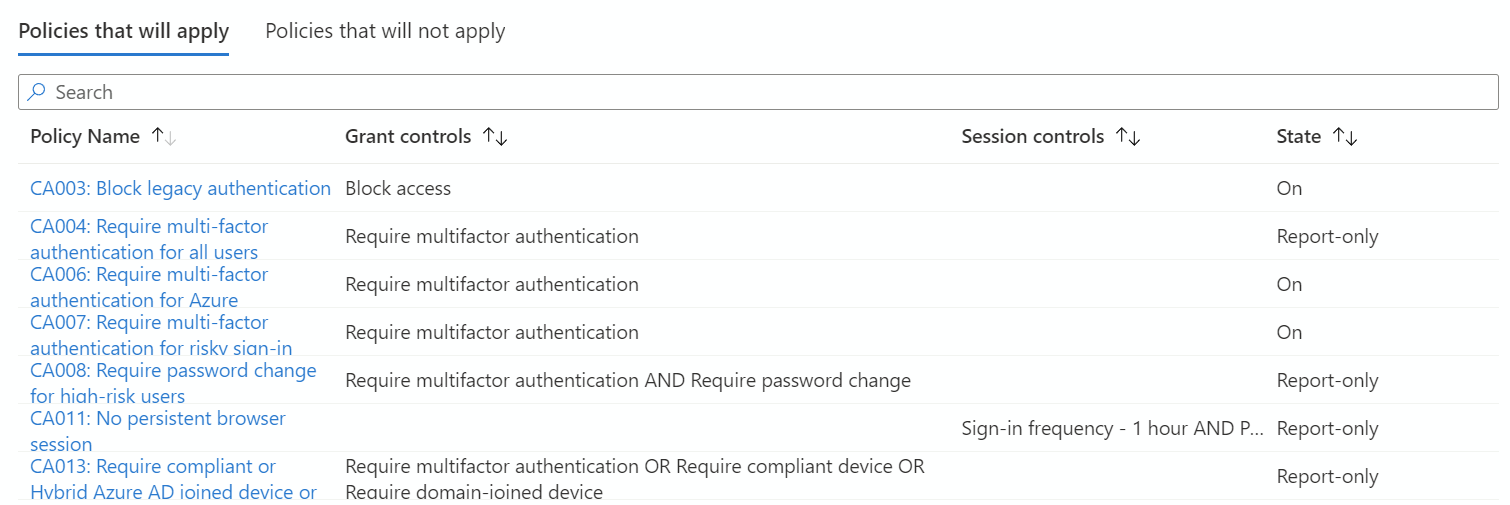 Policies that will apply Policies that will not apply
Search
Policy Name Grant controls Session controls State
CA003: Block legacy authentication Block access On
CA004: Require multi-factor
authentication for all users
Require multifactor authentication Report-only
CA006: Require multi-factor
authentication for Azure
Require multifactor authentication On
CA007: Require multi-factor
authentication for risky sign-in
Require multifactor authentication On
CA008: Require password change
for high-risk users
Require multifactor authentication AND Require password change Report-only
CA011: No persistent browser
session
Sign-in frequency - 1 hour AND P... Report-only
CA013: Require compliant or
Hybrid Azure AD joined device or
Require multifactor authentication OR Require compliant device OR
Require domain-joined device
Report-only